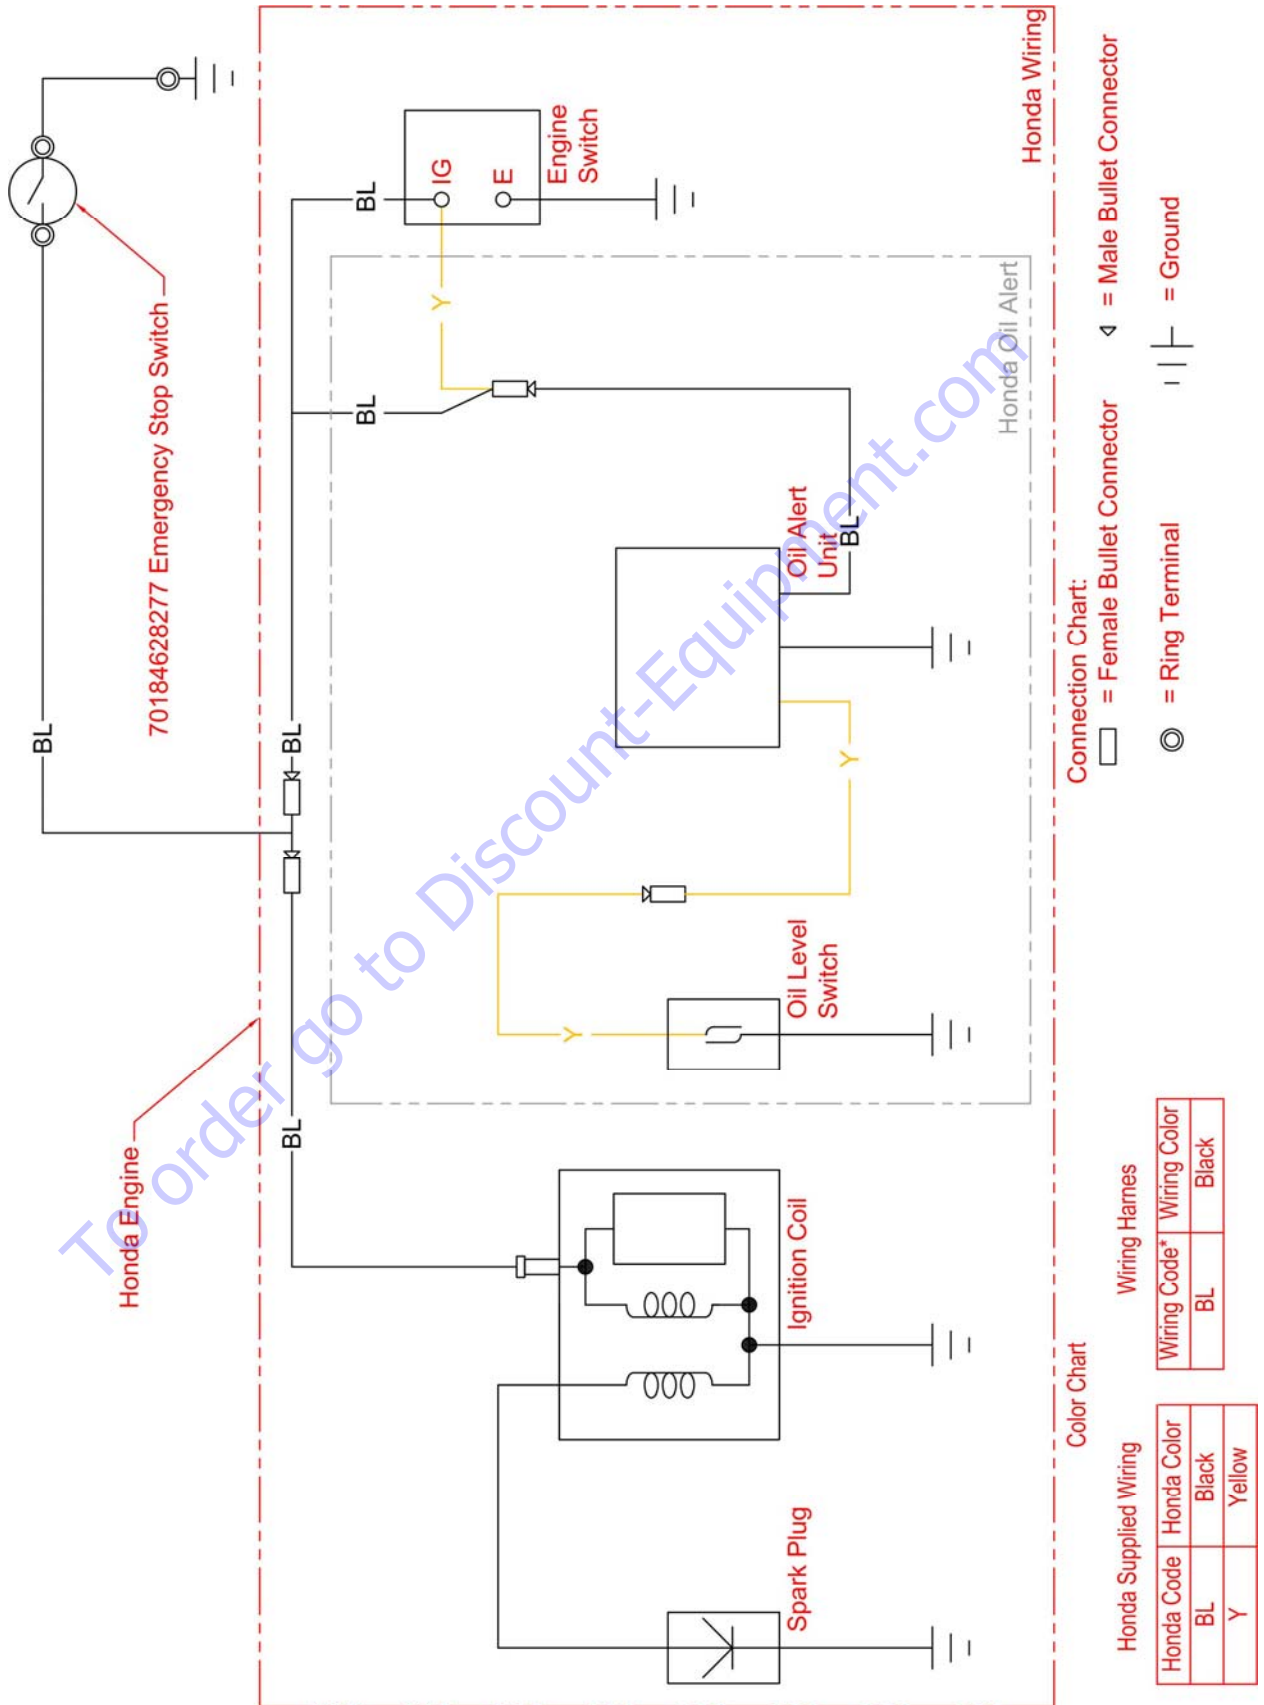 BL
70184628277 Emergency Stop Switch
Honda Engine
BL
BL
BL
BL
IG
E
Engine
Switch
Y
Honda Wiring
Honda Oil Alert
Oil Alert
Unit
BL
Y
Y
Oil Level
Switch
Ignition Coil
Spark Plug
Connection Chart:
= Female Bullet Connector
= Male Bullet Connector
= Ring Terminal
= Ground
Color Chart
Honda Supplied Wiring
Honda Code Honda Color
BL Black
Y Yellow
Wiring Harnes
Wiring Code* Wiring Color
BL Black
To order go to Discount-Equipment.com